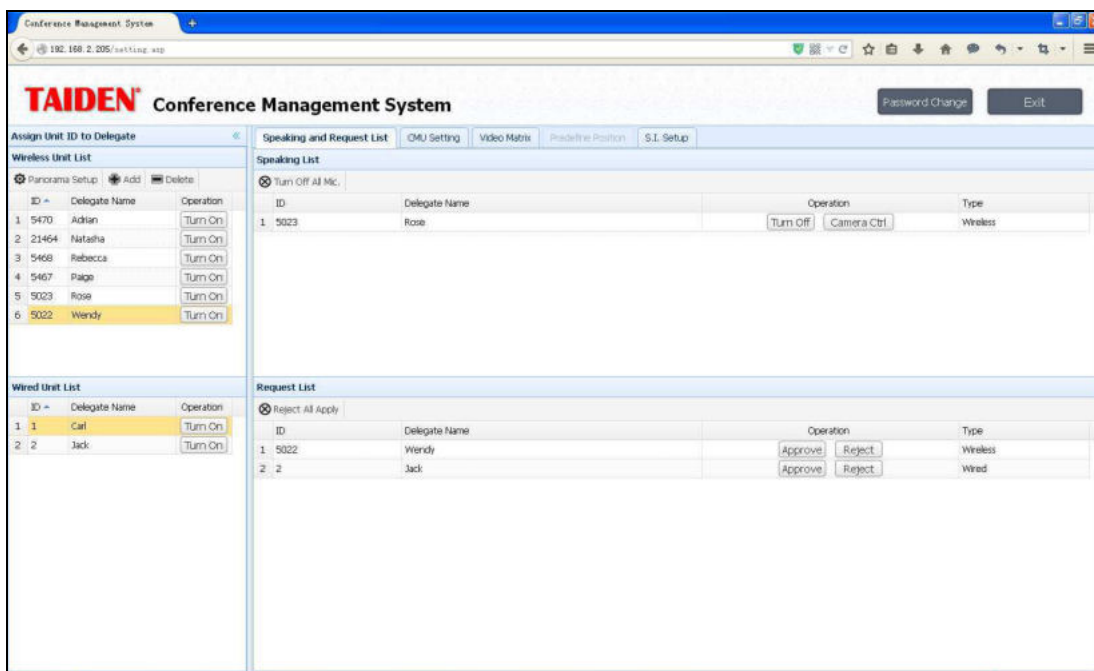 Conference Management System
192.168.2.205/setting.asp
TAIDEN® Conference Management System
Password Change
Exit
Assign Unit ID to Delegate
Speaking and Request List
CMU Setting
Video Matrix
Predefine Position
S.I. Setup
Wireless Unit List
Panorama Setup
Add
Delete
ID Delegate Name Operation
1 5470 Adrian Turn On
2 21464 Natasha Turn On
3 5468 Rebecca Turn On
4 5467 Paige Turn On
5 5023 Rose Turn On
6 5022 Wendy Turn On
Speaking List
Turn Off All Mic.
ID Delegate Name Operation Type
1 5023 Rose Turn Off Camera Ctrl Wireless
Wired Unit List
ID Delegate Name Operation
1 1 Carl Turn On
2 2 Jack Turn On
Request List
Reject All Apply
ID Delegate Name Operation Type
1 5022 Wendy Approve Reject Wireless
2 2 Jack Approve Reject Wired